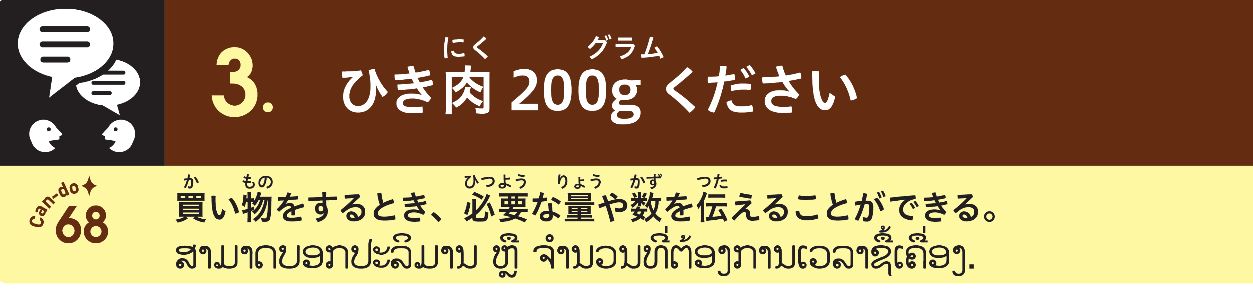 にく グラム
3. ひき肉 200g ください
Can-do
68
か もの ひつよう りょう かず つた
買い物をするとき、必要な量や数を伝えることができる。
ສາມາດບອກປະລິມານ ຫຼື ຈຳນວນທີ່ຕ້ອງການເວລາຊື້ເຄື່ອງ.